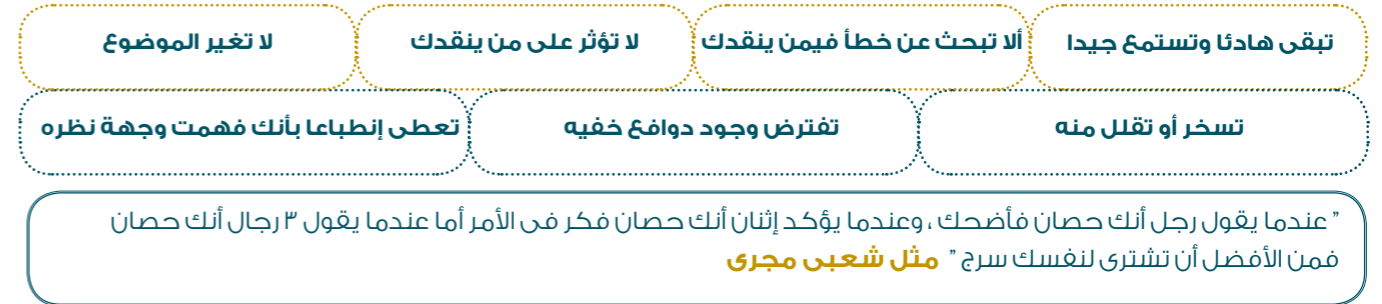 تبقى هادئا وتستمع جيدا
ألا تبحث عن خطأ فيمن ينقدك
لا تؤثر على من ينقدك
لا تغير الموضوع
تسخر أو تقلل منه
تفترض وجود دوافع خفيه
تعطى إنطباعا بأنك فهمت وجهة نظره
” عندما يقول رجل أنك حصان فأضحك ، وعندما يؤكد إثنان أنك حصان فكر فى الأمر أما عندما يقول ٣ رجال أنك حصان
فمن الأفضل أن تشترى لنفسك سرج ” مثل شعبى مجرى